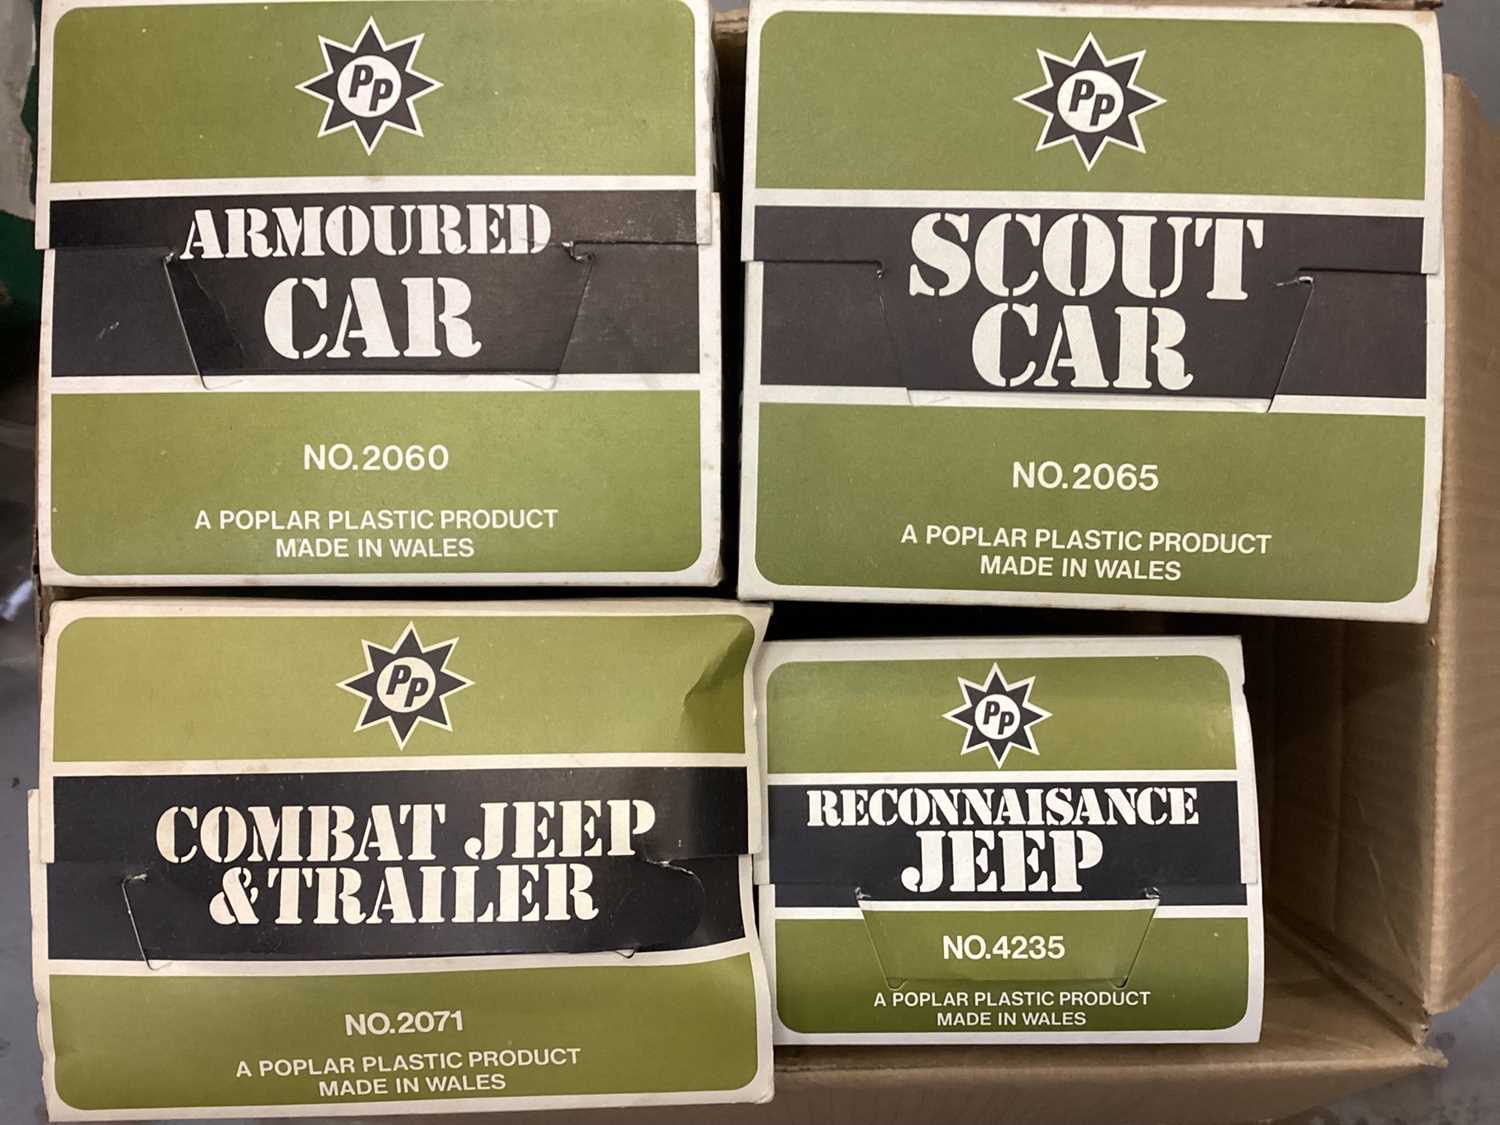 PP
ARMOURED
CAR
NO.2060
A POPLAR PLASTIC PRODUCT
MADE IN WALES
PP
SCOUT
CAR
NO.2065
A POPLAR PLASTIC PRODUCT
MADE IN WALES
PP
COMBAT JEEP
&TRAILER
NO.2071
A POPLAR PLASTIC PRODUCT
MADE IN WALES
PP
RECONNAISANCE
JEEP
NO.4235
A POPLAR PLASTIC PRODUCT
MADE IN WALES